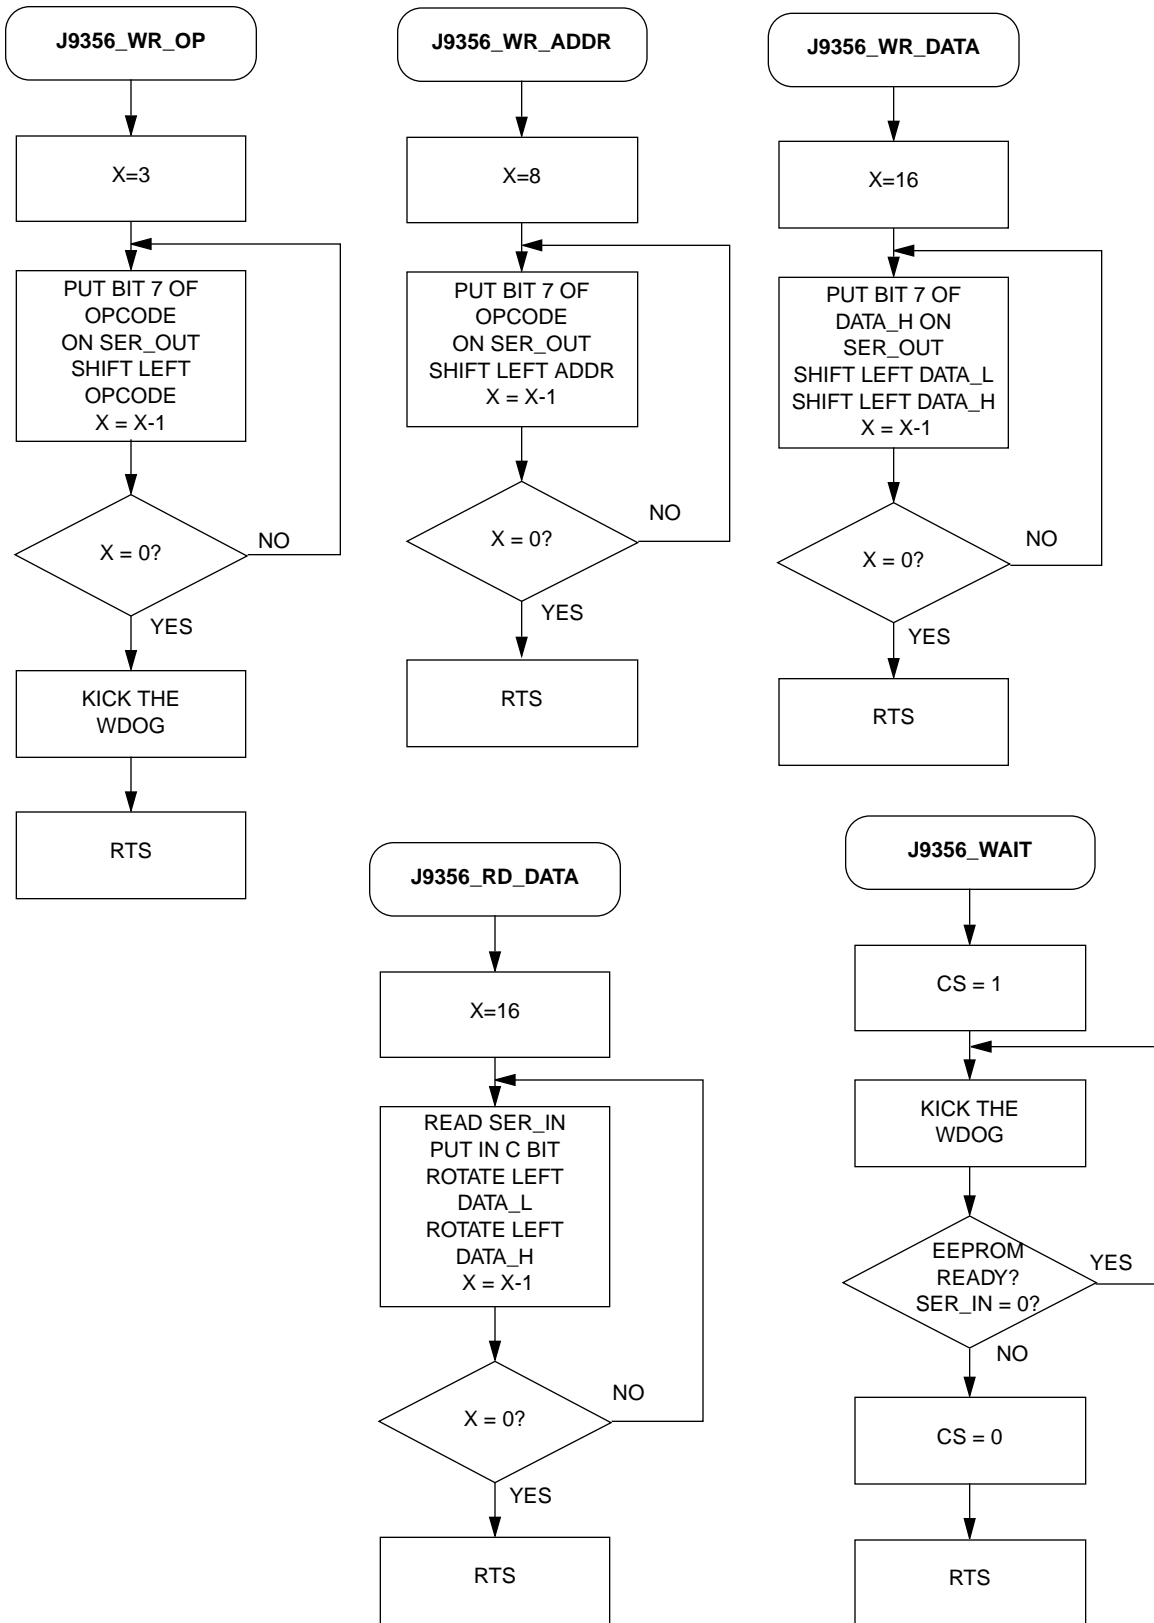 J9356_WR_OP
X=3
PUT BIT 7 OF
OPCODE
ON SER_OUT
SHIFT LEFT
OPCODE
X = X-1
X = 0?
NO
YES
KICK THE
WDOG
RTS
J9356_WR_ADDR
X=8
PUT BIT 7 OF
OPCODE
ON SER_OUT
SHIFT LEFT ADDR
X = X-1
X = 0?
NO
YES
RTS
J9356_WR_DATA
X=16
PUT BIT 7 OF
DATA_H ON
SER_OUT
SHIFT LEFT DATA_L
SHIFT LEFT DATA_H
X = X-1
X = 0?
NO
YES
RTS
J9356_RD_DATA
X=16
READ SER_IN
PUT IN C BIT
ROTATE LEFT
DATA_L
ROTATE LEFT
DATA_H
X = X-1
X = 0?
NO
YES
RTS
J9356_WAIT
CS = 1
KICK THE
WDOG
EEPROM
READY?
SER_IN = 0?
YES
NO
CS = 0
RTS